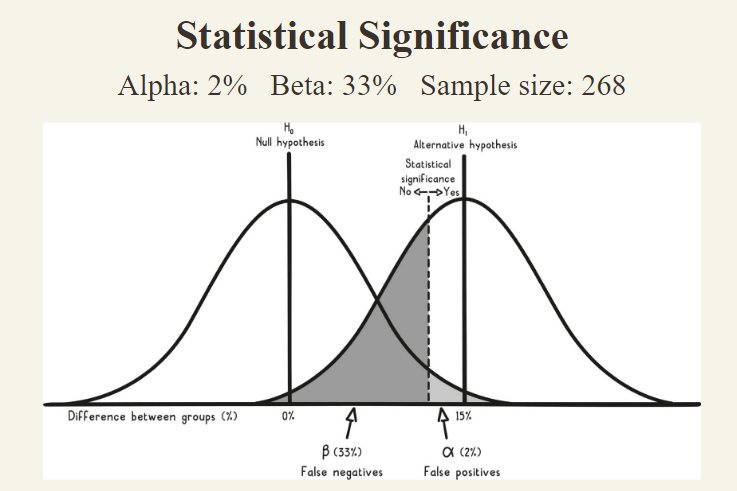 Statistical Significance
Alpha: 2% Beta: 33% Sample size: 268
H₀
Null hypothesis
H₁
Alternative hypothesis
Statistical
significance
No Yes
Difference between groups (%) 0% 15%
β (33%)
False negatives
α (2%)
False positives